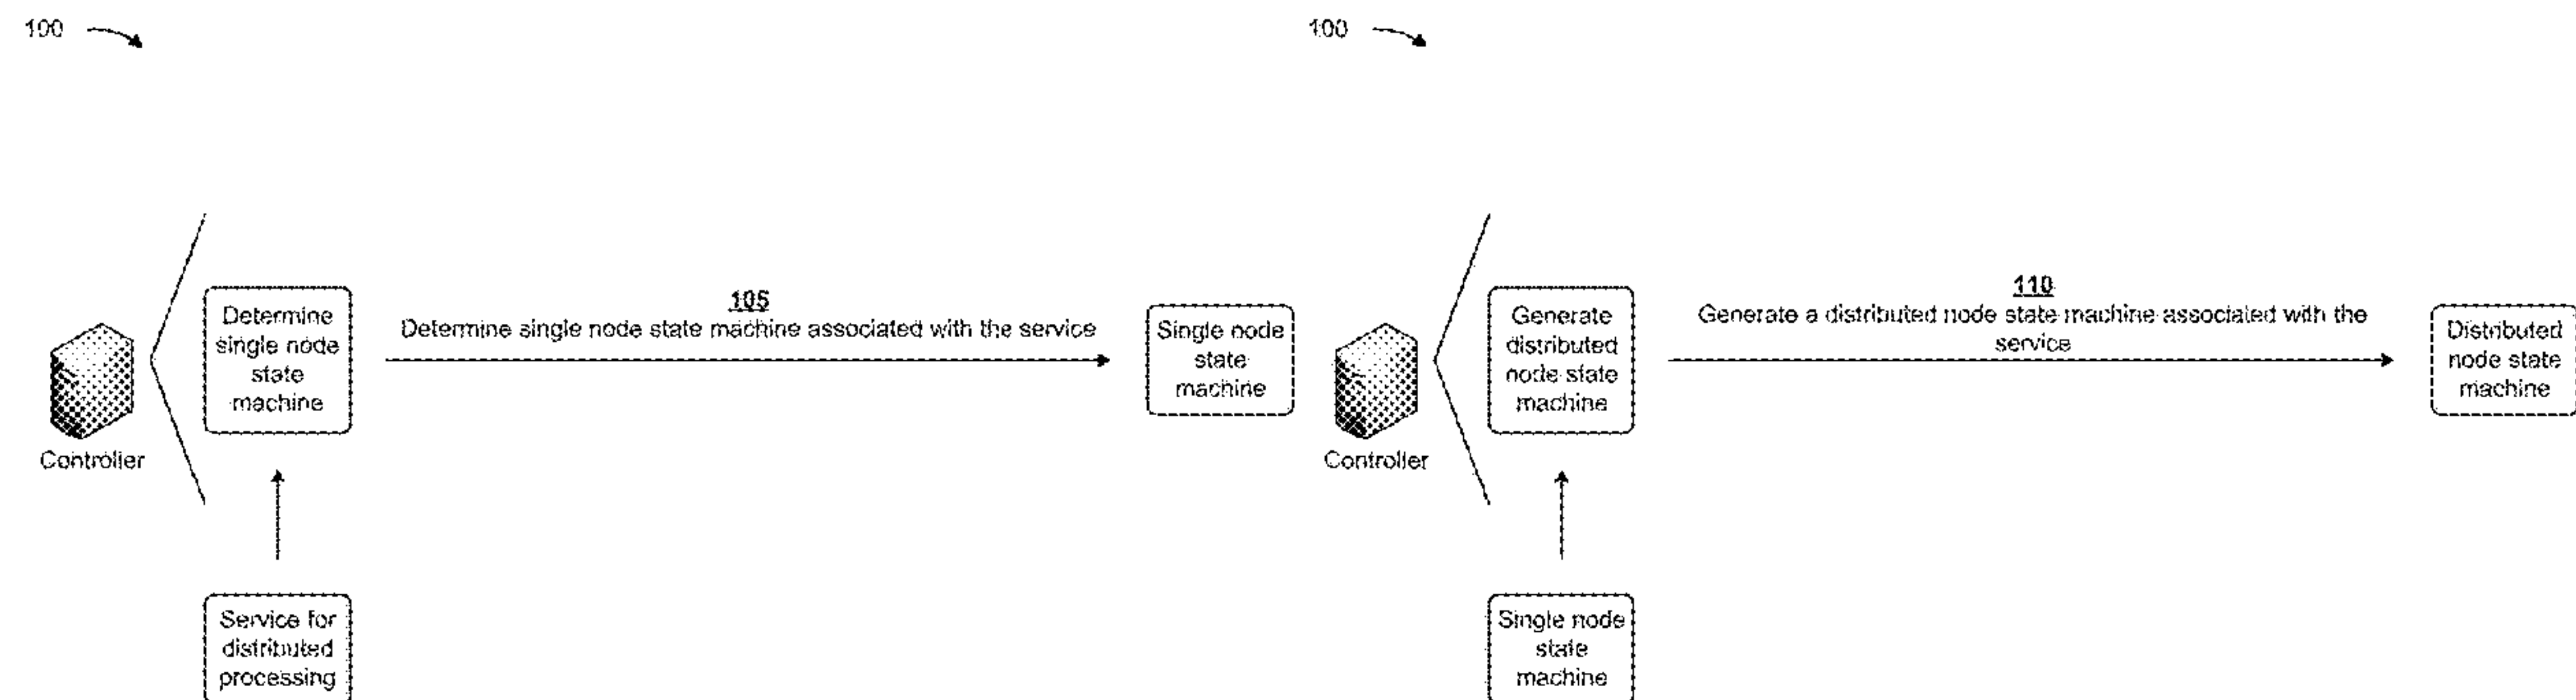 100
Determine
single node
state
machine
Controller
Service for
distributed
processing
105
Determine single node state machine associated with the service
Single node
state
machine
100
Generate
distributed
node state
machine
Controller
Single node
state
machine
110
Generate a distributed node state machine associated with the
service
Distributed
node state
machine